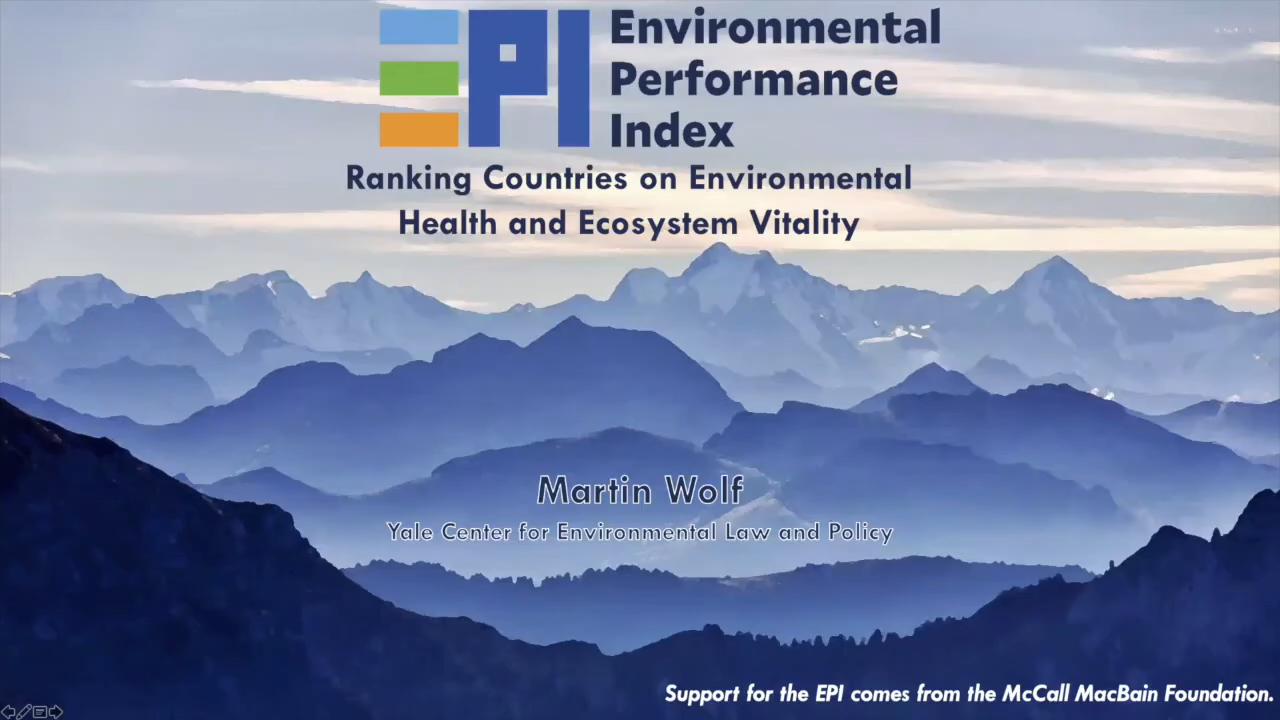 EPI
Environmental
Performance
Index
Ranking Countries on Environmental
Health and Ecosystem Vitality
Martin Wolf
Yale Center for Environmental Law and Policy
Support for the EPI comes from the McCall MacBain Foundation.